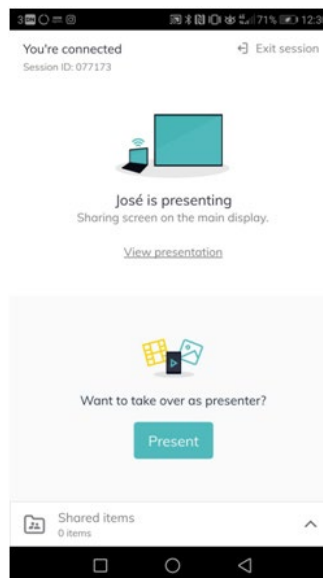 71% 12:30
You're connected
Exit session
Session ID: 077173
José is presenting
Sharing screen on the main display.
View presentation
Want to take over as presenter?
Present
Shared items
0 items